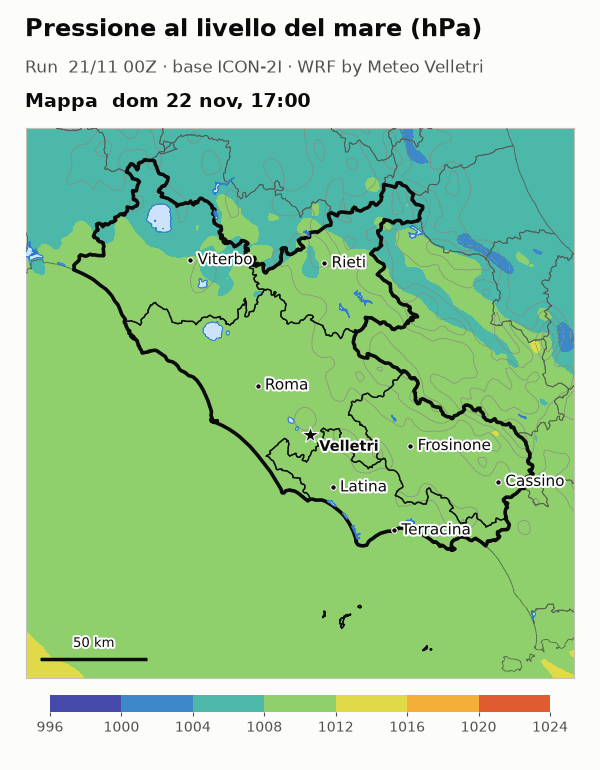 Pressione al livello del mare (hPa)
Run 21/11 00Z · base ICON-2I · WRF by Meteo Velletri
Mappa dom 22 nov, 17:00
Viterbo
Rieti
Roma
Velletri
Frosinone
Latina
Cassino
Terracina
50 km
996 1000 1004 1008 1012 1016 1020 1024